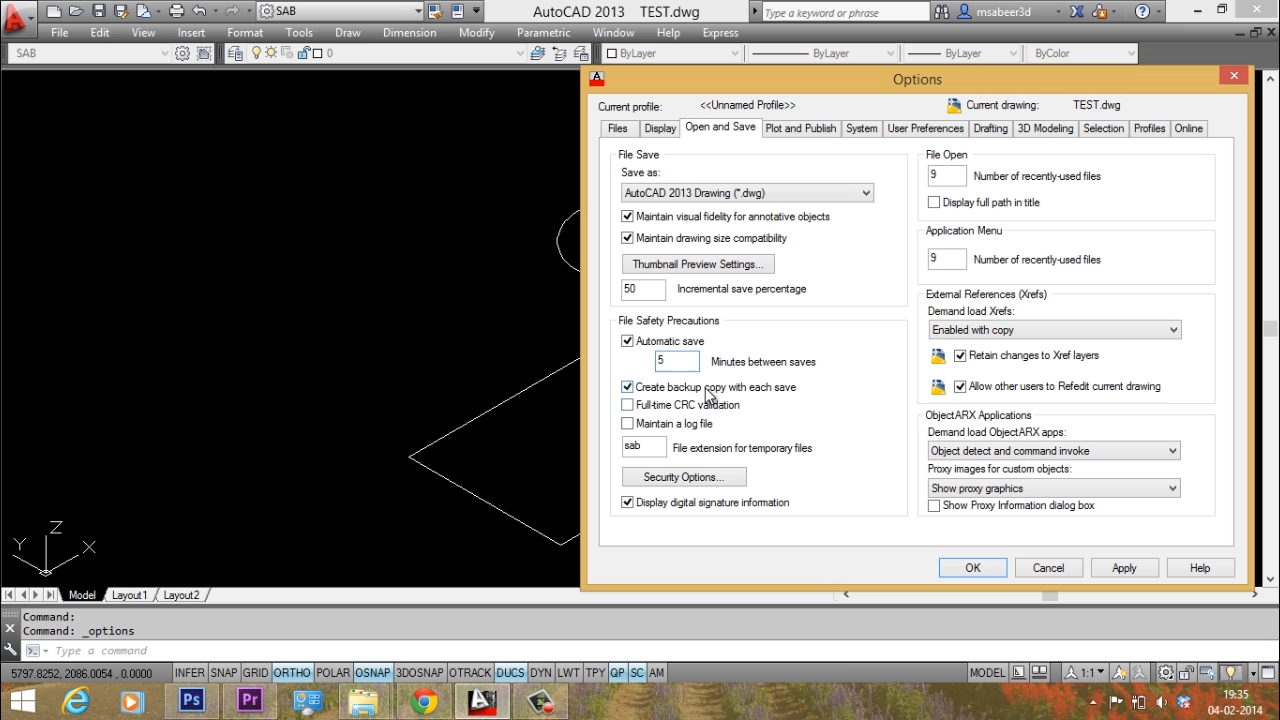 SAB AutoCAD 2013 TEST.dwg Type a keyword or phrase msabeer3d
File Edit View Insert Format Tools Draw Dimension Modify Parametric Window Help Express
SAB 0 ByLayer ByLayer ByLayer ByColor
Options
Current profile: <<Unnamed Profile>> Current drawing: TEST.dwg
Files Display Open and Save Plot and Publish System User Preferences Drafting 3D Modeling Selection Profiles Online
File Save
Save as:
AutoCAD 2013 Drawing (*.dwg)
Maintain visual fidelity for annotative objects
Maintain drawing size compatibility
Thumbnail Preview Settings...
50 Incremental save percentage
File Safety Precautions
Automatic save
5 Minutes between saves
Create backup copy with each save
Full-time CRC validation
Maintain a log file
sab File extension for temporary files
Security Options...
Display digital signature information
File Open
9 Number of recently-used files
Display full path in title
Application Menu
9 Number of recently-used files
External References (Xrefs)
Demand load Xrefs:
Enabled with copy
Retain changes to Xref layers
Allow other users to Refedit current drawing
ObjectARX Applications
Demand load ObjectARX apps:
Object detect and command invoke
Proxy images for custom objects:
Show proxy graphics
Show Proxy Information dialog box
OK Cancel Apply Help
Z
Y X
Model Layout1 Layout2
Command:
Command: _options
Type a command
5797.8252, 2086.0054 , 0.0000 INFER SNAP GRID ORTHO POLAR OSNAP 3DOSNAP OTRACK DUCS DYN LWT TPY QP SC AM MODEL 1:1
Ps Pr
19:35
04-02-2014